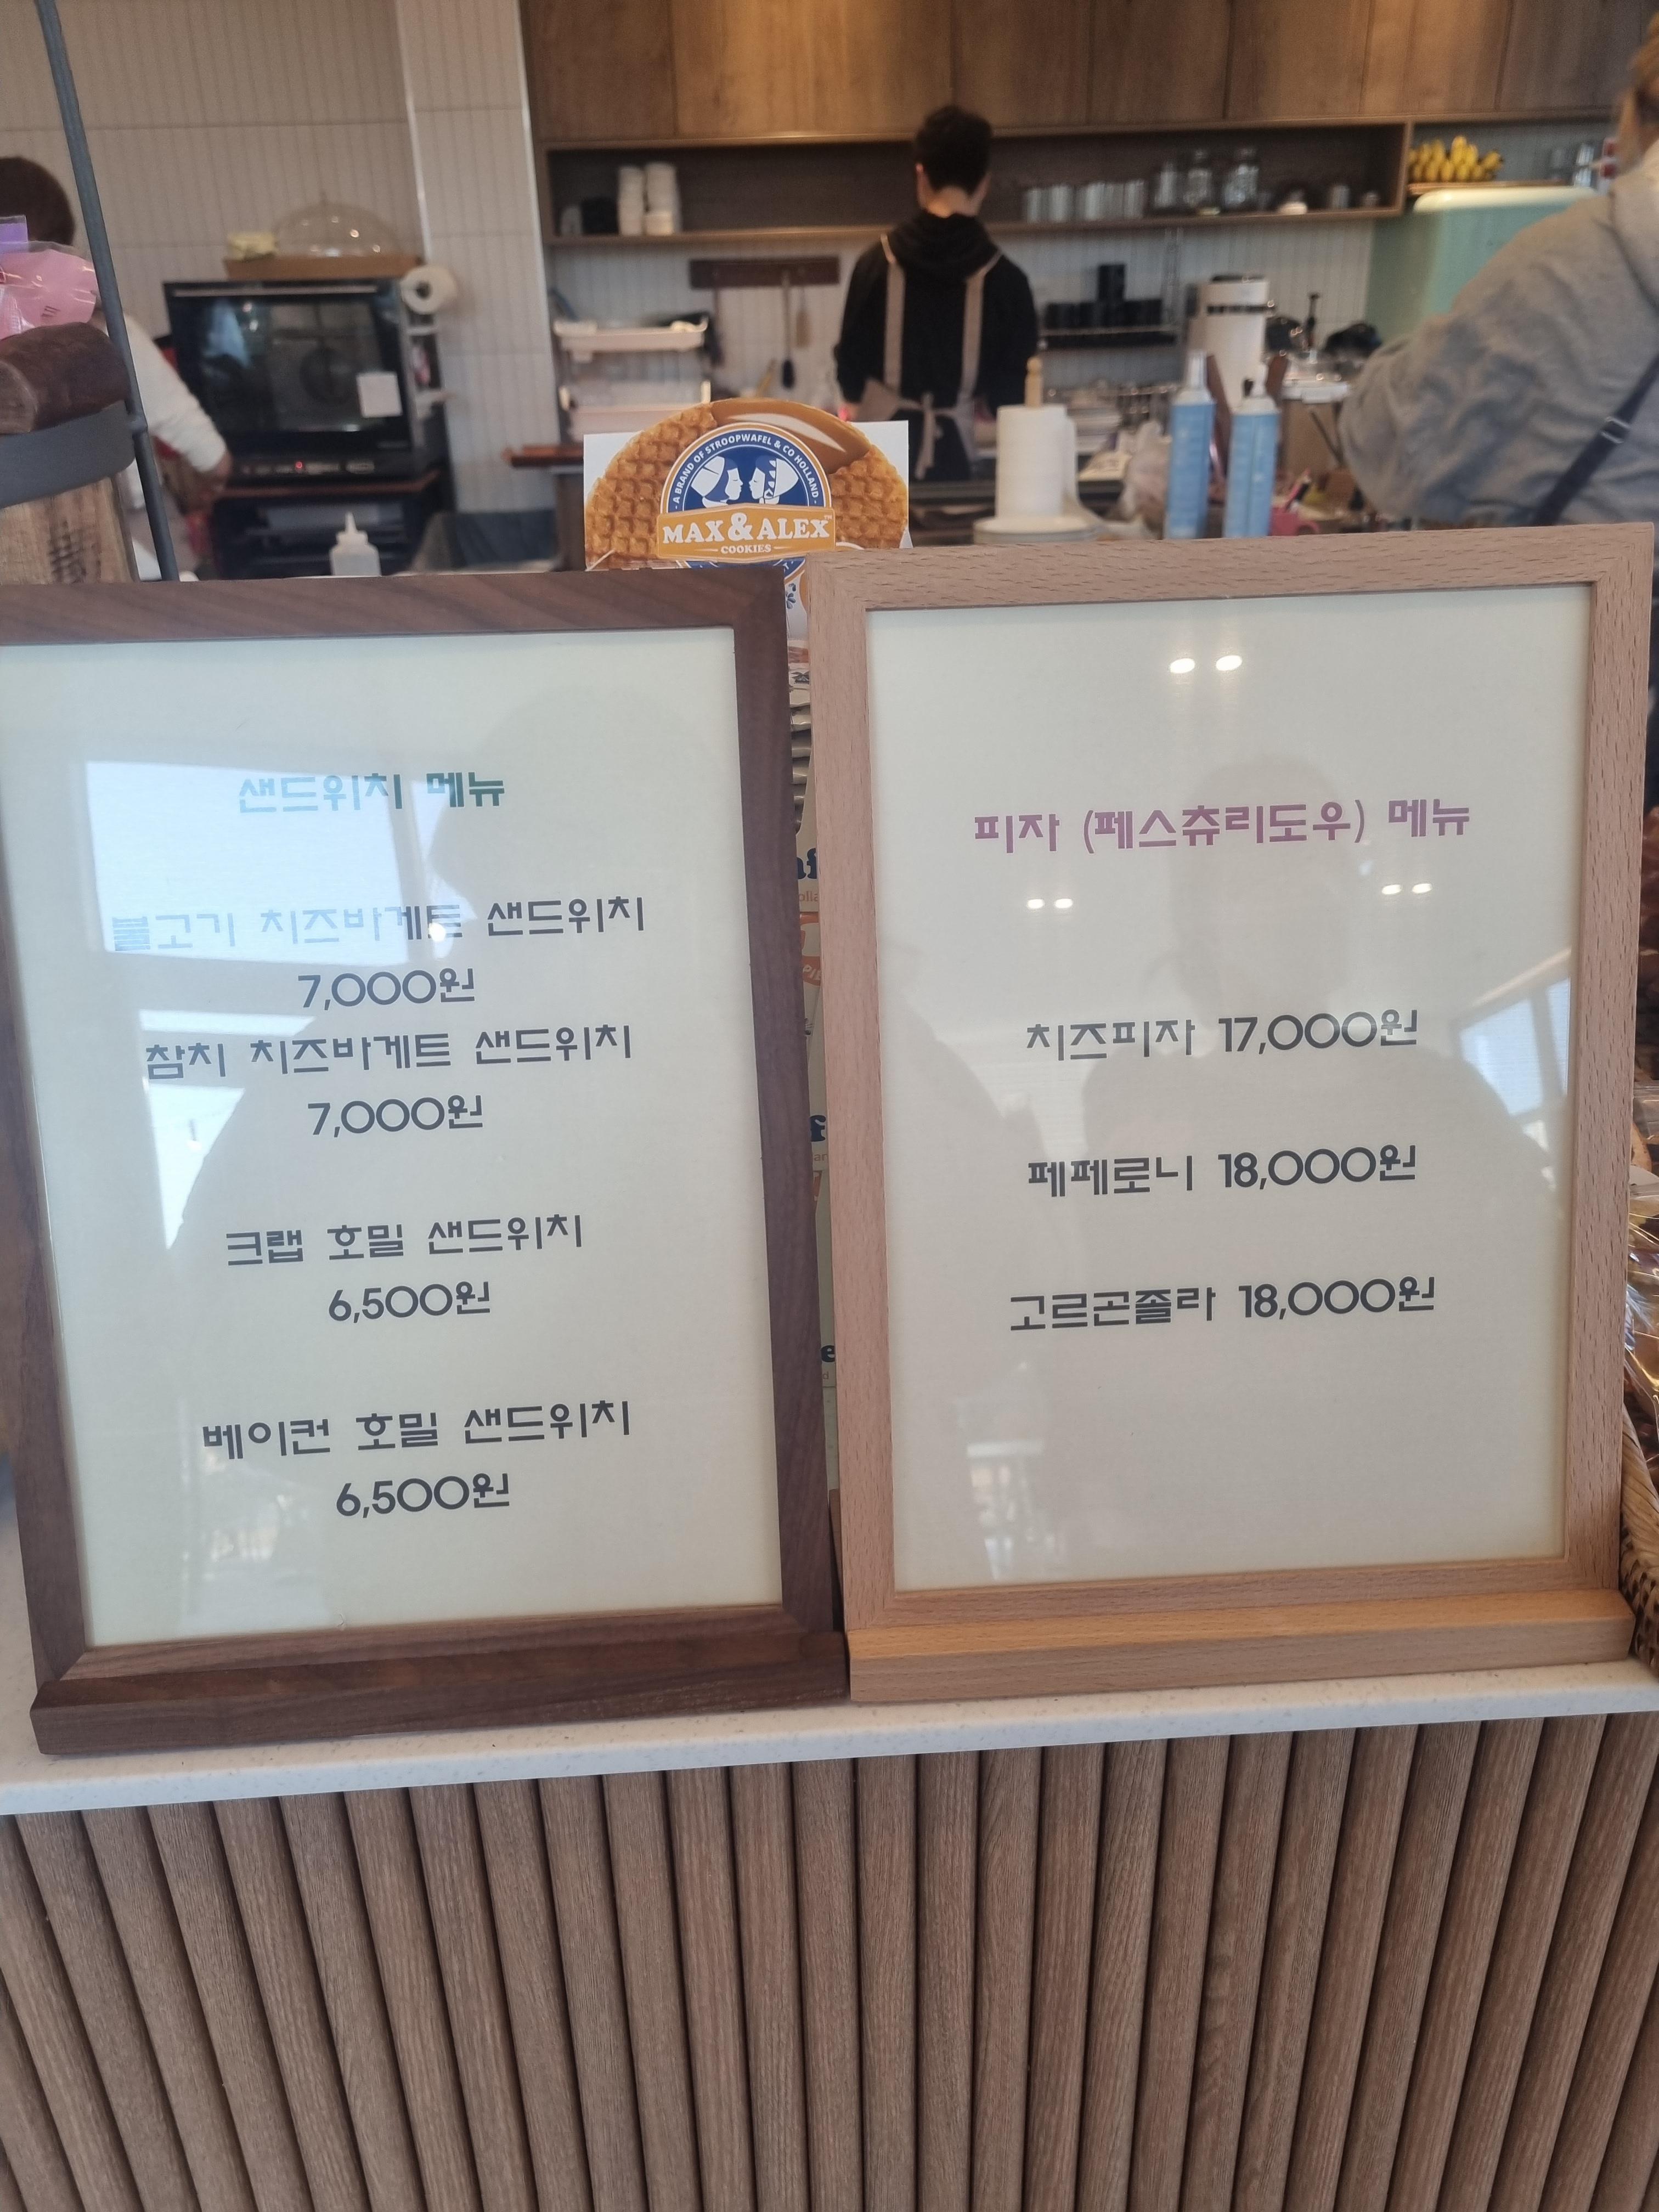 A BRAND OF STROOPWAFEL & CO HOLLAND
MAX & ALEX
COOKIES
샌드위치 메뉴
불고기 치즈바게트 샌드위치
7,000원
참치 치즈바게트 샌드위치
7,000원
크랩 호밀 샌드위치
6,500원
베이컨 호밀 샌드위치
6,500원
피자 (페스츄리도우) 메뉴
치즈피자 17,000원
페페로니 18,000원
고르곤졸라 18,000원